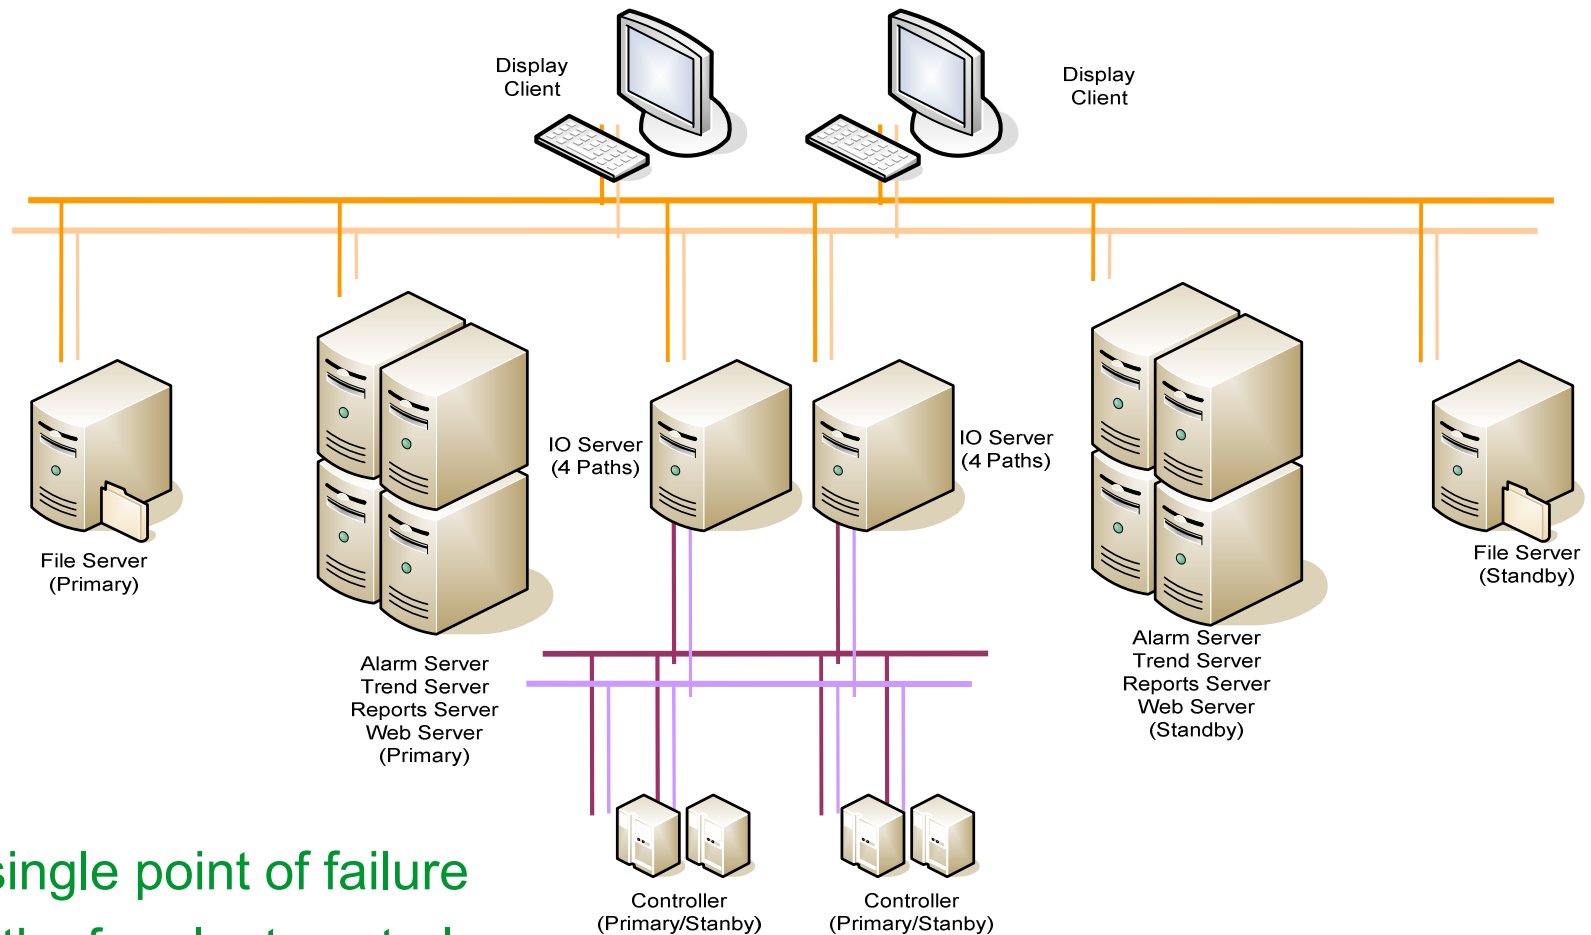 Display
Client
Display
Client
IO Server
(4 Paths)
IO Server
(4 Paths)
File Server
(Primary)
File Server
(Standby)
Alarm Server
Trend Server
Reports Server
Web Server
(Primary)
Alarm Server
Trend Server
Reports Server
Web Server
(Standby)
single point of failure
Controller
(Primary/Stanby)
Controller
(Primary/Stanby)